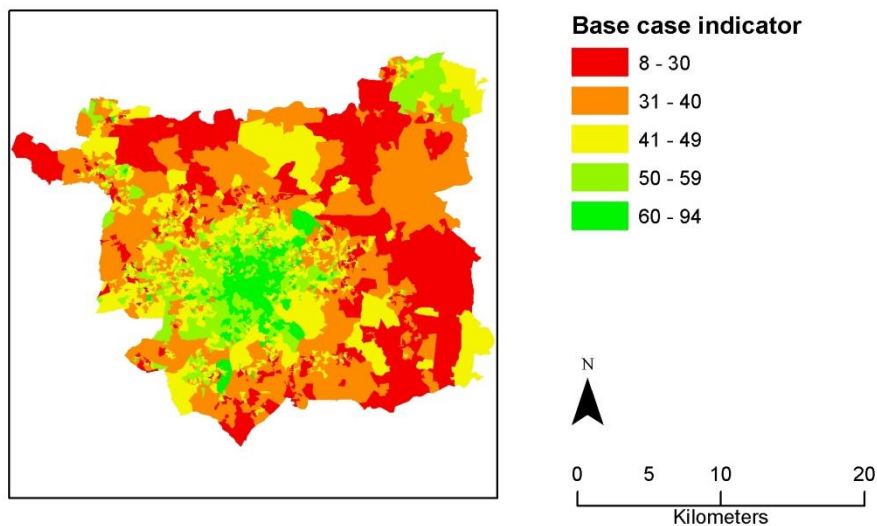 Base case indicator
8 - 30
31 - 40
41 - 49
50 - 59
60 - 94
N
0 5 10 20
Kilometers